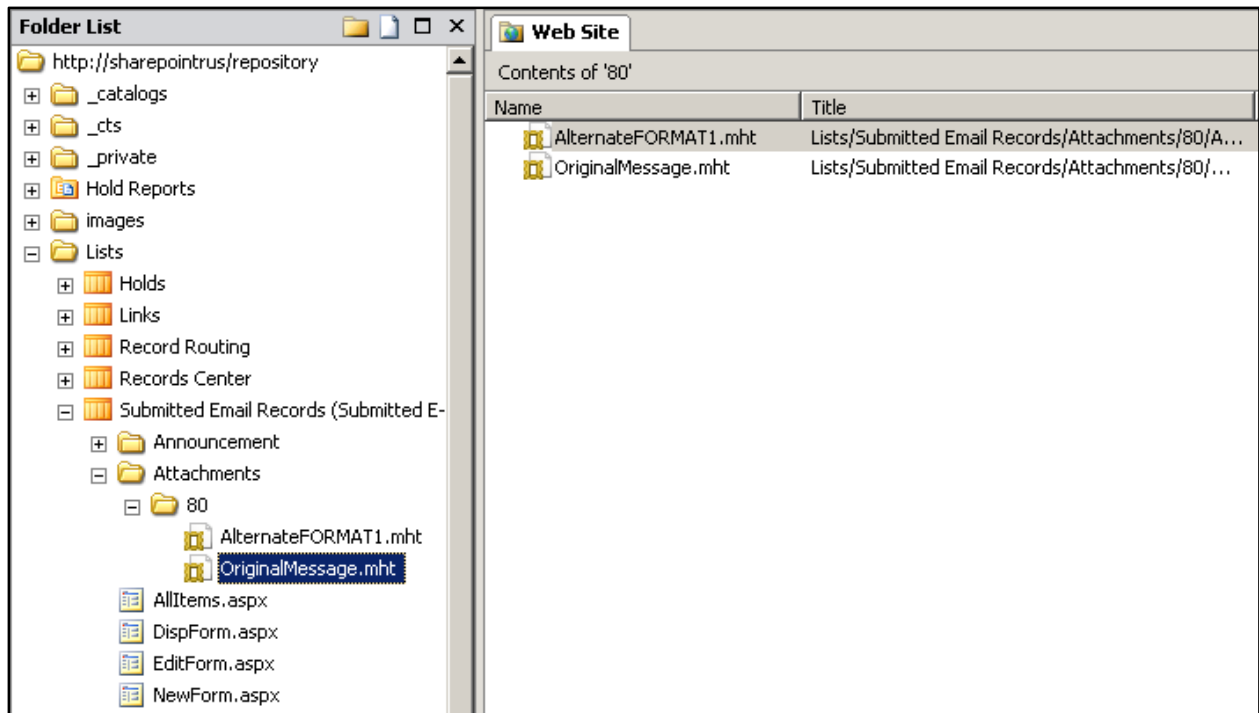 Folder List
http://sharepointrus/repository
_catalogs
_cts
_private
Hold Reports
images
Lists
Holds
Links
Record Routing
Records Center
Submitted Email Records (Submitted E-
Announcement
Attachments
80
AlternateFORMAT1.mht
OriginalMessage.mht
AllItems.aspx
DispForm.aspx
EditForm.aspx
NewForm.aspx
Web Site
Contents of '80'
Name Title
AlternateFORMAT1.mht Lists/Submitted Email Records/Attachments/80/A...
OriginalMessage.mht Lists/Submitted Email Records/Attachments/80/...